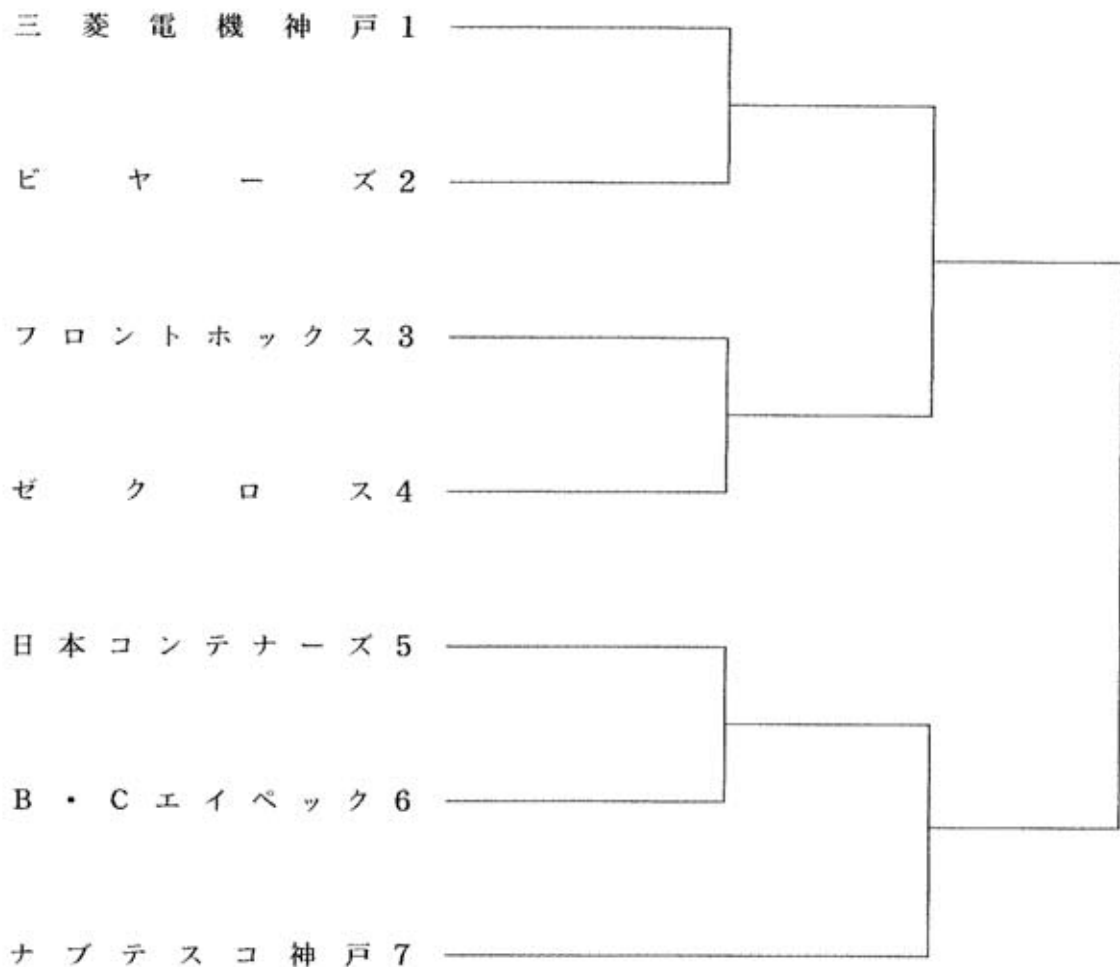 三菱電機神戸 1
ビヤーズ 2
フロントホックス 3
ゼクロス 4
日本コンテナーズ 5
B・Cエイペック 6
ナブテスコ神戸 7